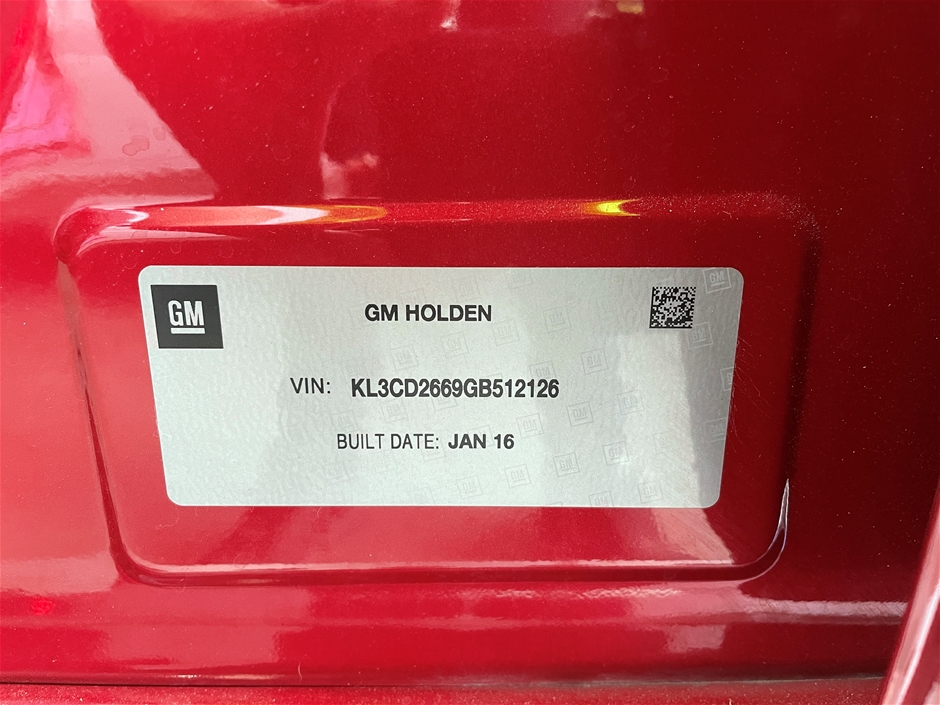 GM
GM HOLDEN
VIN: KL3CD2669GB512126
BUILT DATE: JAN 16